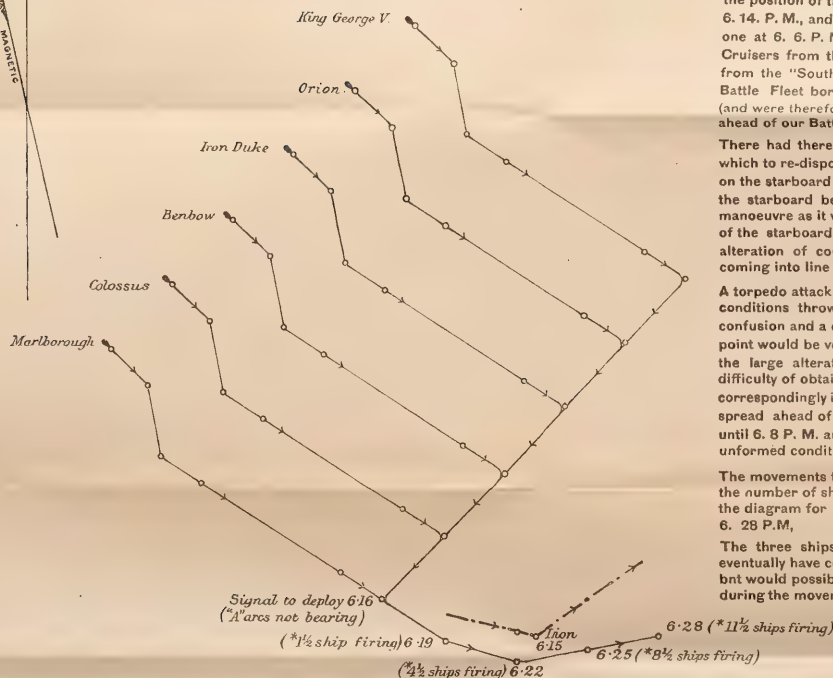 MAGNETIC
King George V.
Orion.
Iron Duke
Benbow
Colossus
Marlborough
Signal to deploy 6·16
("A" arcs not bearing)
(*1½ ship firing) 6·19
(*4½ ships firing) 6·22
Lion
6·15
6·25 (*8½ ships firing)
6·28 (*11½ ships firing)
the position of t
6. 14. P. M., and
one at 6. 6. P. M
Cruisers from th
from the "South
Battle Fleet bor
(and were therefo
ahead of our Batt
There had there
which to re-dispo
on the starboard
the starboard be
manoeuvre as it w
of the starboard
alteration of co
coming into line
A torpedo attack
conditions throw
confusion and a c
point would be ve
the large alterat
difficulty of obtai
correspondingly i
spread ahead of
until 6. 8 P. M. an
unformed condit
The movements t
the number of sh
the diagram for
6. 28 P.M,
The three ships
eventually have c
bnt would possib
during the movem